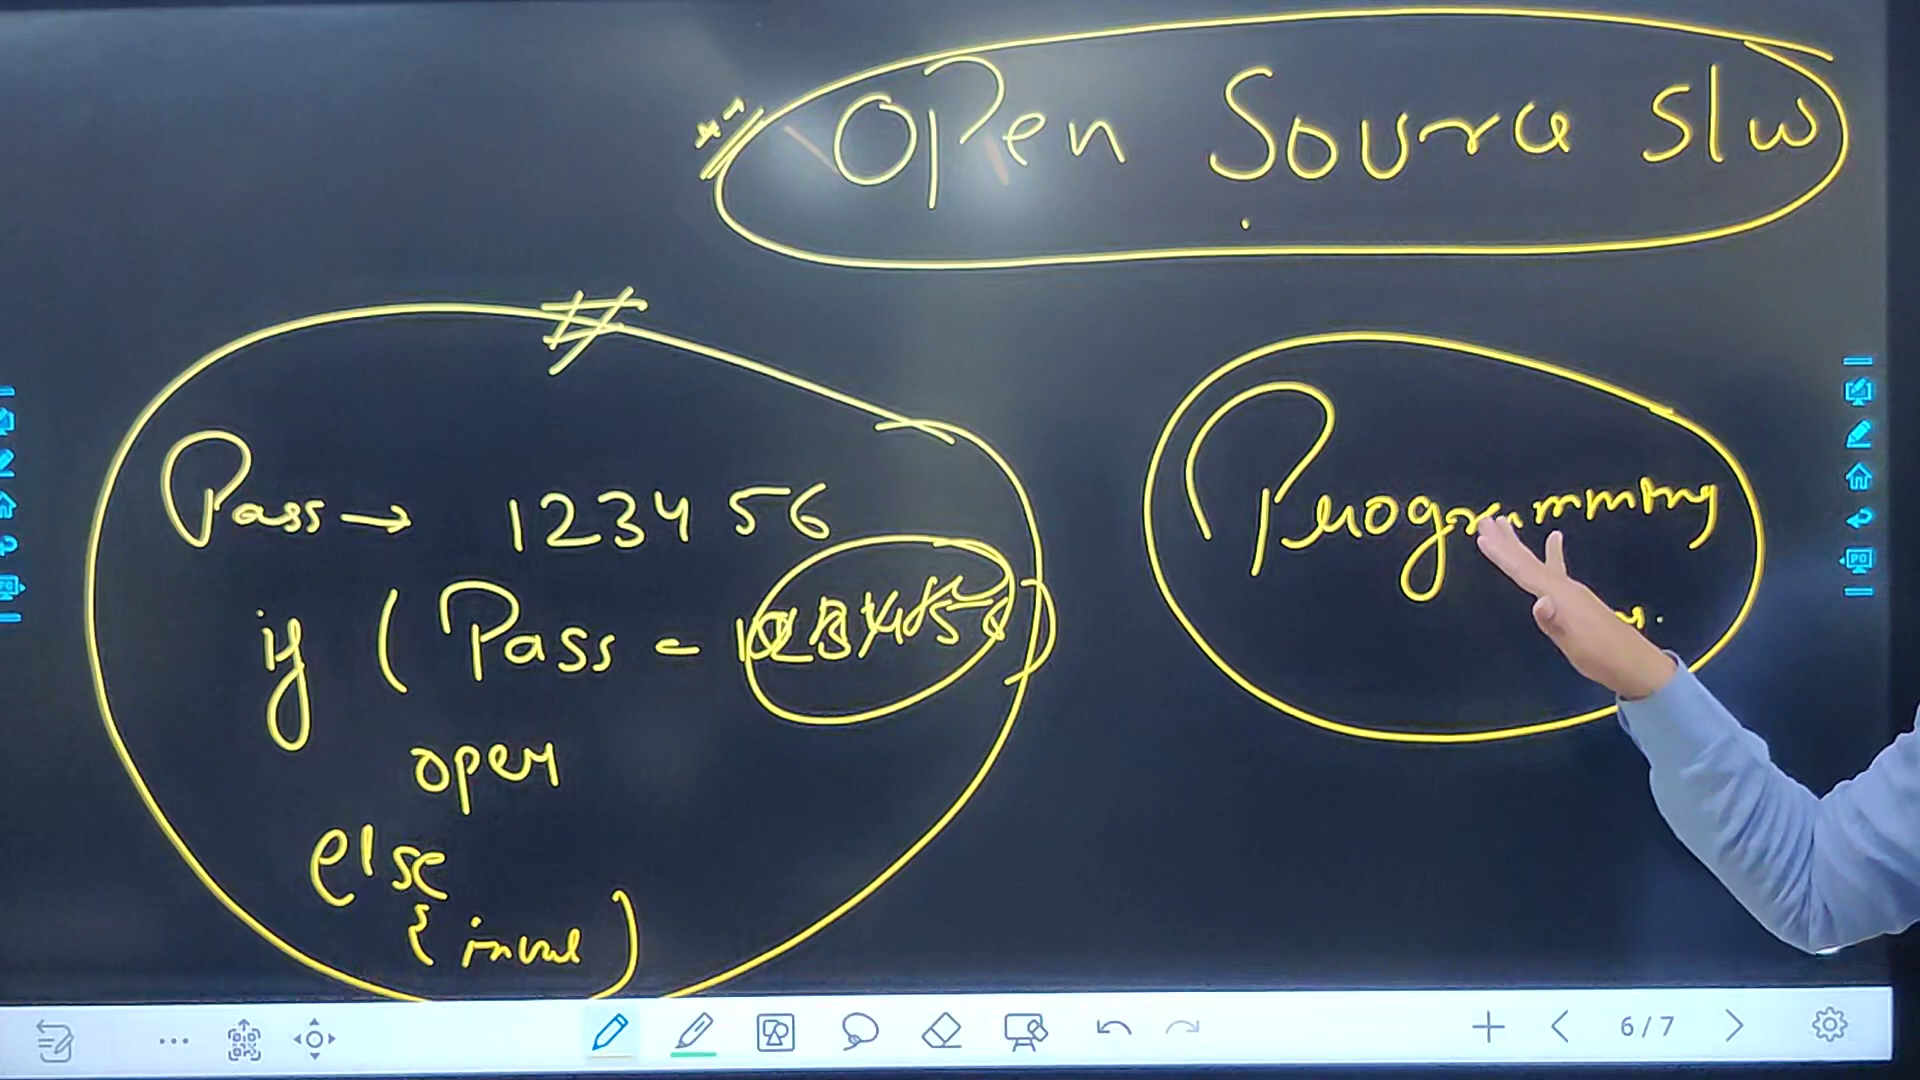 Open Source S/w
Pass → 123456
if ( Pass = 123456 )
open
else
{ inval }
Programming
6 / 7